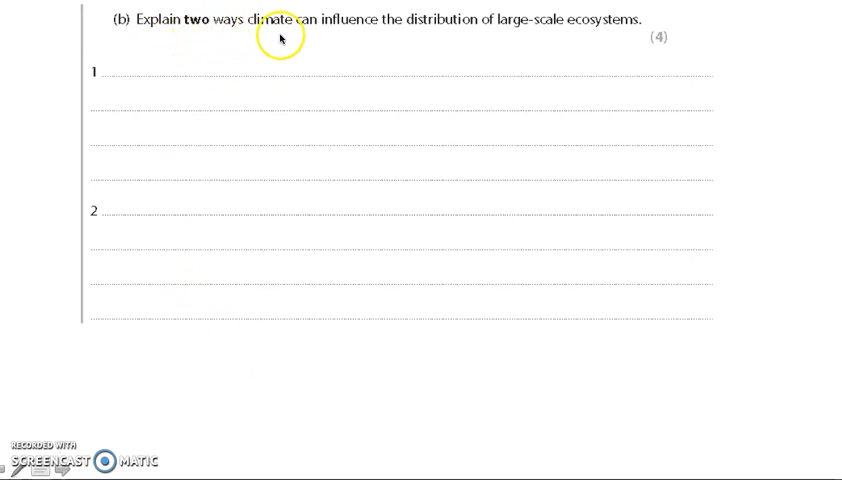 (b) Explain two ways climate can influence the distribution of large-scale ecosystems.
(4)
1
2
RECORDED WITH
SCREENCAST MATIC